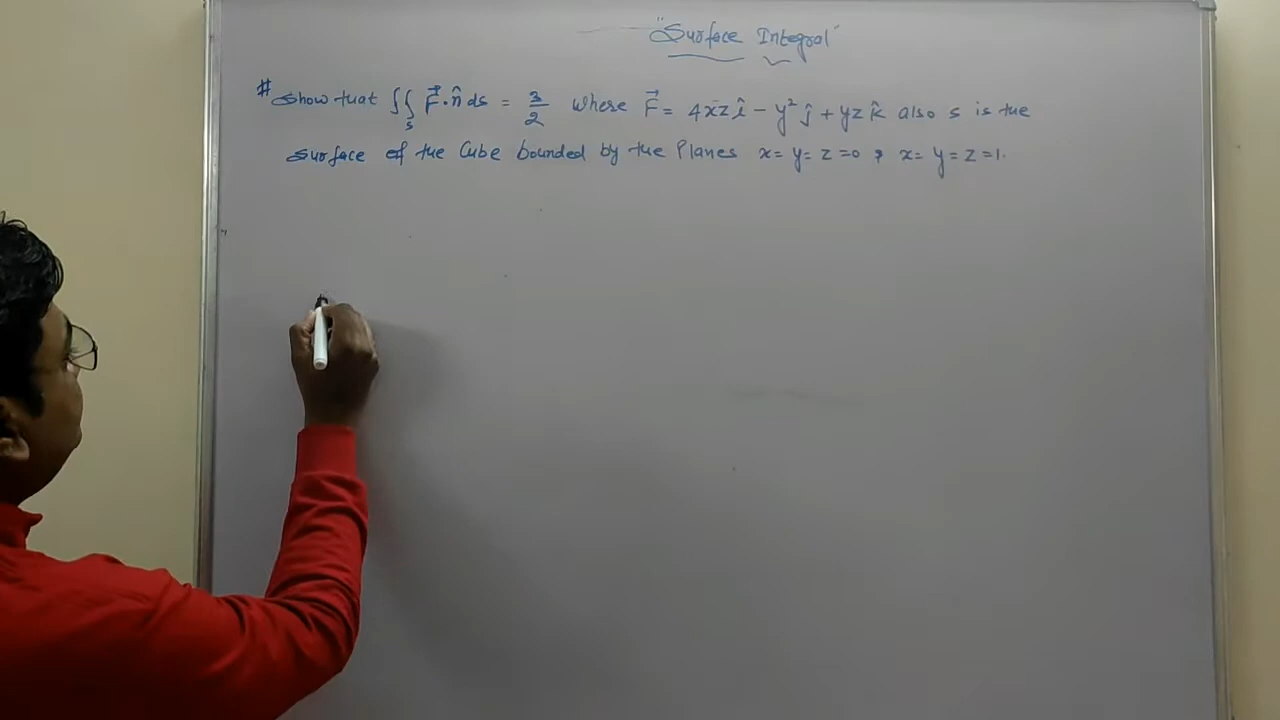 "Surface Integral"
# Show that ∬ₛ F⃗·n̂ ds = 3/2 where F⃗ = 4xz î − y² ĵ + yz k̂ also s is the
surface of the Cube bounded by the Planes x= y= z =0 & x= y= z =1.